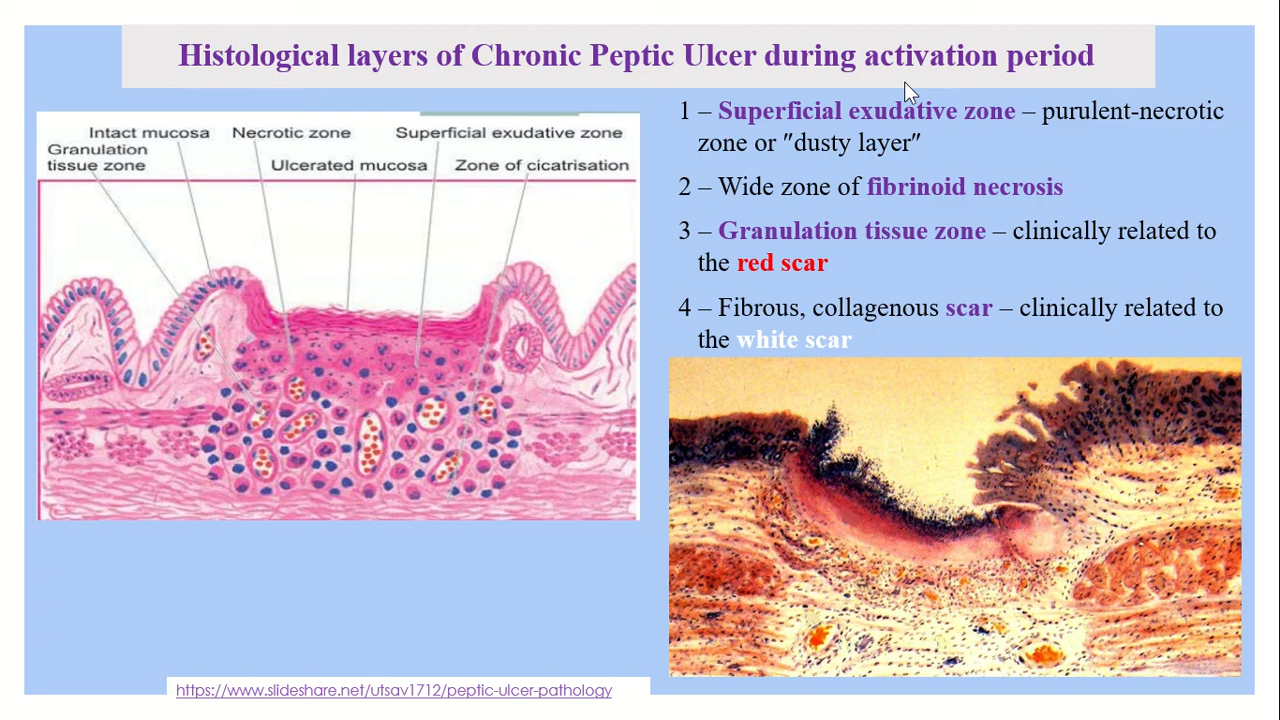 Histological layers of Chronic Peptic Ulcer during activation period
Intact mucosa
Necrotic zone
Superficial exudative zone
Granulation
tissue zone
Ulcerated mucosa
Zone of cicatrisation
1 – Superficial exudative zone – purulent-necrotic
zone or "dusty layer"
2 – Wide zone of fibrinoid necrosis
3 – Granulation tissue zone – clinically related to
the red scar
4 – Fibrous, collagenous scar – clinically related to
the white scar
https://www.slideshare.net/utsav1712/peptic-ulcer-pathology